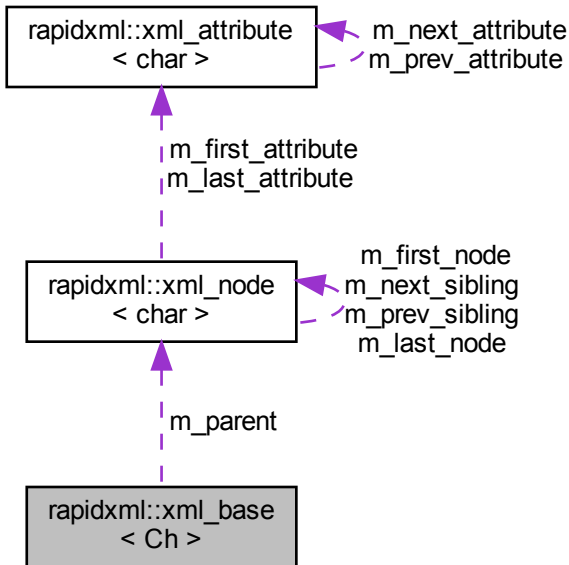 rapidxml::xml_attribute
< char >
m_next_attribute
m_prev_attribute
m_first_attribute
m_last_attribute
rapidxml::xml_node
< char >
m_first_node
m_next_sibling
m_prev_sibling
m_last_node
m_parent
rapidxml::xml_base
< Ch >